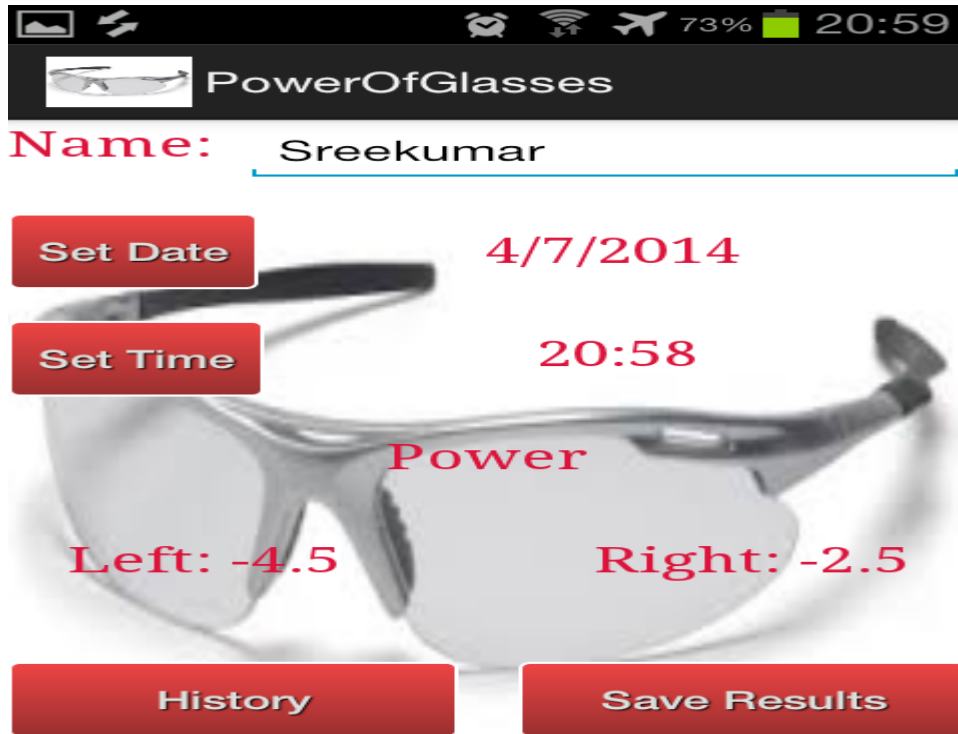 73% 20:59
PowerOfGlasses
Name: Sreekumar
Set Date 4/7/2014
Set Time 20:58
Power
Left: -4.5 Right: -2.5
History Save Results